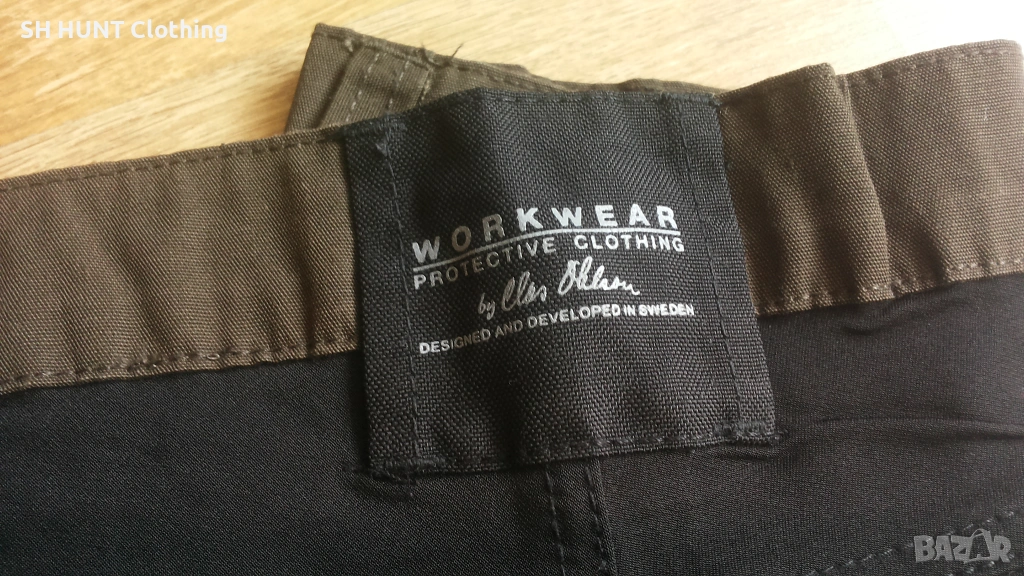 SH HUNT Clothing
WORKWEAR
PROTECTIVE CLOTHING
by Clas Ohlson
DESIGNED AND DEVELOPED IN SWEDEN
BAZAR